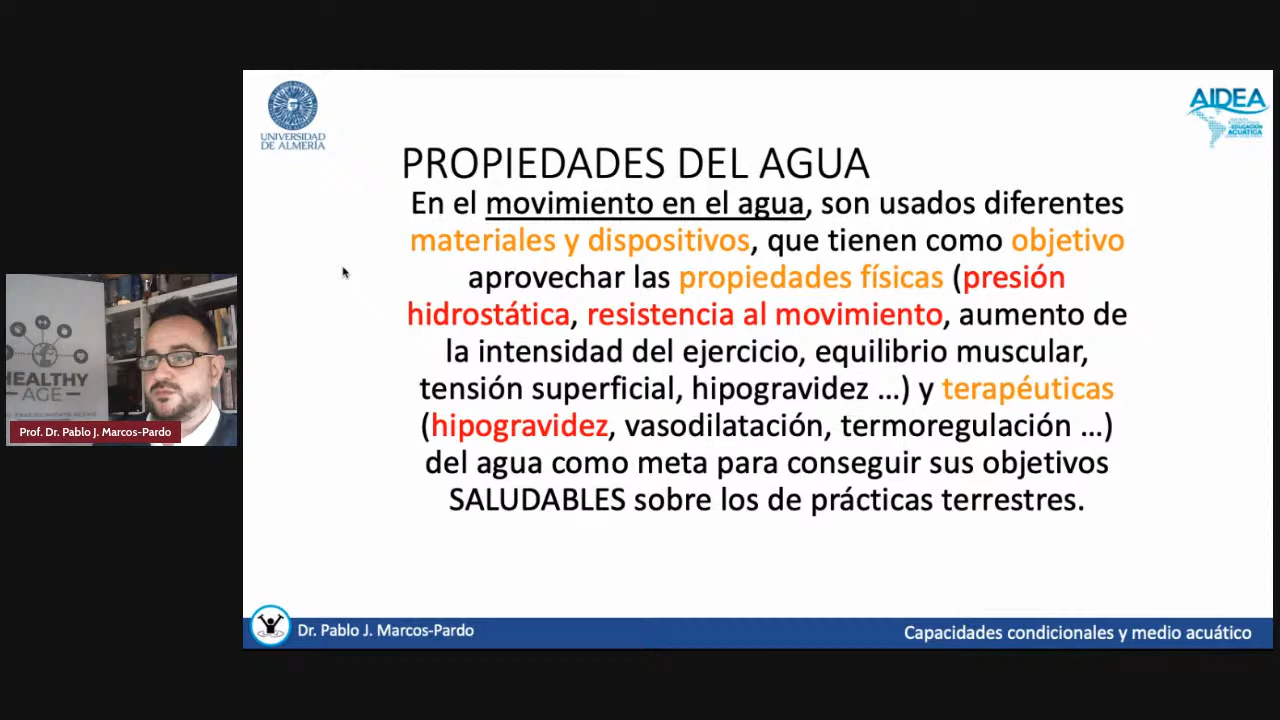 UNIVERSIDAD
DE ALMERÍA
AIDEA
EDUCACIÓN
ACUÁTICA
PROPIEDADES DEL AGUA
En el movimiento en el agua, son usados diferentes
materiales y dispositivos, que tienen como objetivo
aprovechar las propiedades físicas (presión
hidrostática, resistencia al movimiento, aumento de
la intensidad del ejercicio, equilibrio muscular,
tensión superficial, hipogravidez ...) y terapéuticas
(hipogravidez, vasodilatación, termoregulación ...)
del agua como meta para conseguir sus objetivos
SALUDABLES sobre los de prácticas terrestres.
HEALTHY
AGE
Prof. Dr. Pablo J. Marcos-Pardo
Dr. Pablo J. Marcos-Pardo
Capacidades condicionales y medio acuático